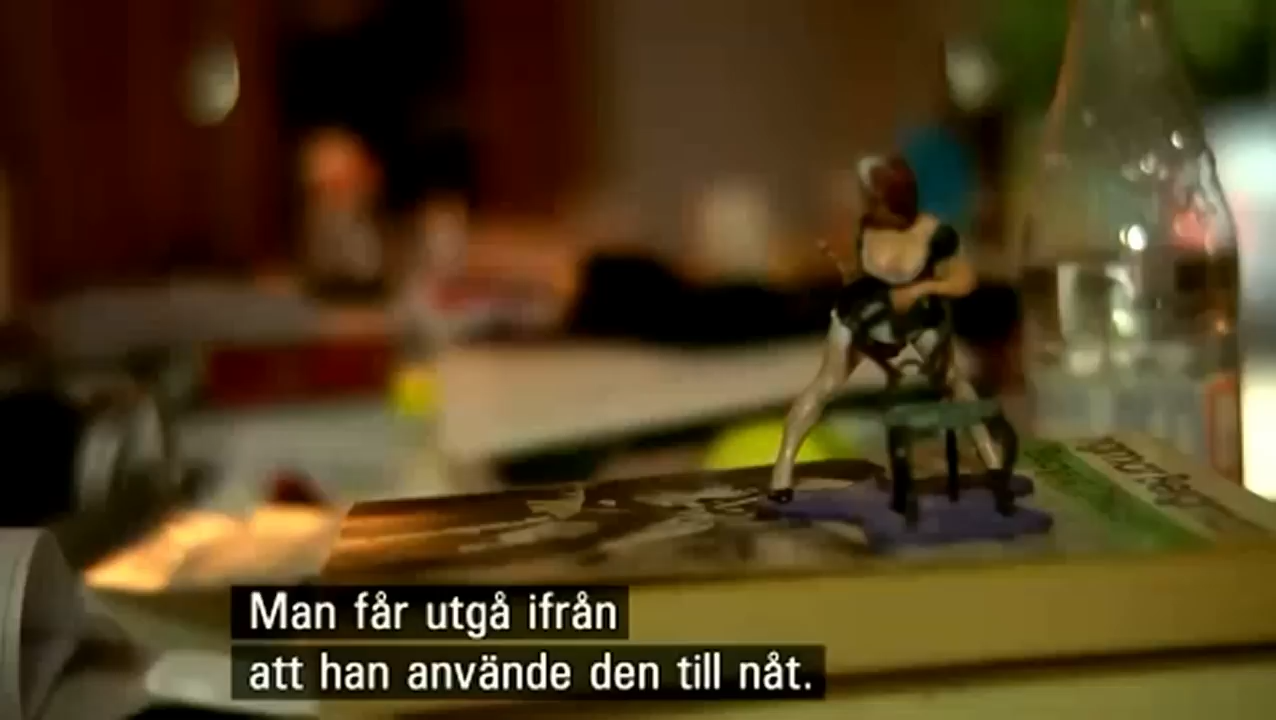 Man får utgå ifrån
att han använde den till nåt.